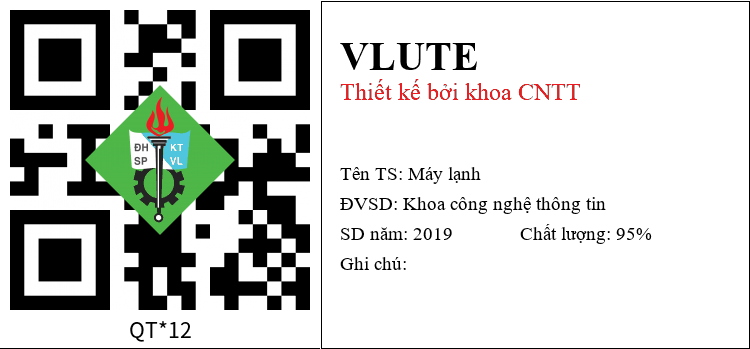 ĐH KT
SP VL
QT*12
VLUTE
Thiết kế bởi khoa CNTT
Tên TS: Máy lạnh
ĐVSD: Khoa công nghệ thông tin
SD năm: 2019 Chất lượng: 95%
Ghi chú: